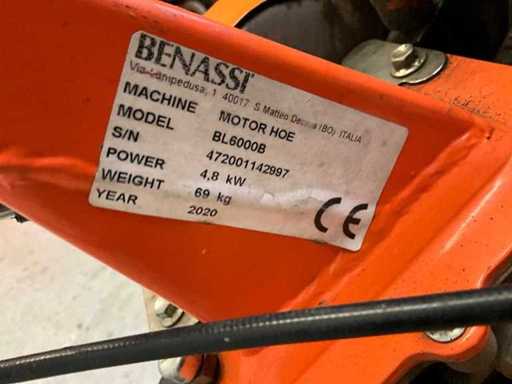 BENASSI
Via Lampedusa, 1 40017 S. Matteo Decima (BO) ITALIA
MACHINE MOTOR HOE
MODEL BL6000B
S/N 472001142997
POWER 4,8 kW
WEIGHT 69 kg
YEAR 2020
CE